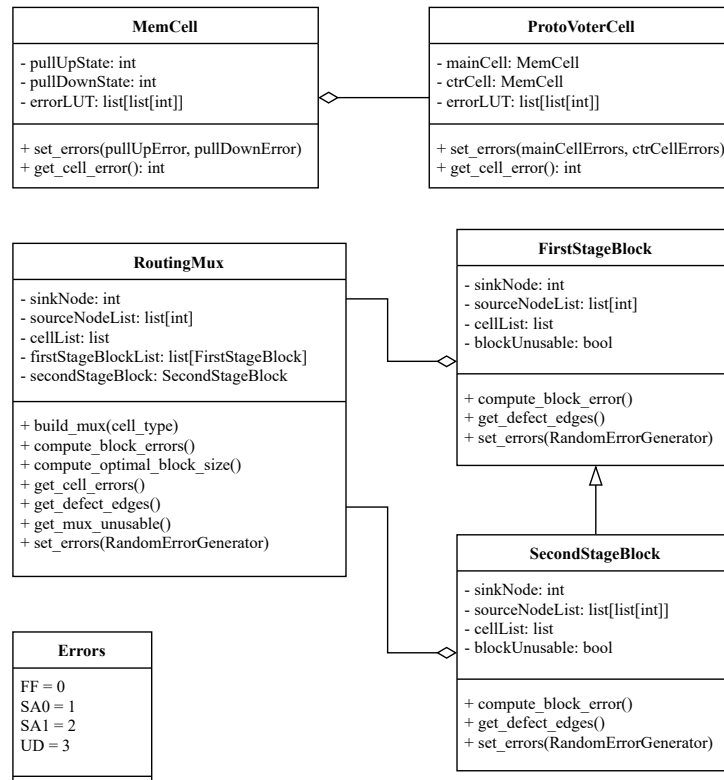 MemCell
- pullUpState: int
- pullDownState: int
- errorLUT: list[list[int]]
+ set_errors(pullUpError, pullDownError)
+ get_cell_error(): int
ProtoVoterCell
- mainCell: MemCell
- ctrCell: MemCell
- errorLUT: list[list[int]]
+ set_errors(mainCellErrors, ctrCellErrors)
+ get_cell_error(): int
RoutingMux
- sinkNode: int
- sourceNodeList: list[int]
- cellList: list
- firstStageBlockList: list[FirstStageBlock]
- secondStageBlock: SecondStageBlock
+ build_mux(cell_type)
+ compute_block_errors()
+ compute_optimal_block_size()
+ get_cell_errors()
+ get_defect_edges()
+ get_mux_unusable()
+ set_errors(RandomErrorGenerator)
FirstStageBlock
- sinkNode: int
- sourceNodeList: list[int]
- cellList: list
- blockUnusable: bool
+ compute_block_error()
+ get_defect_edges()
+ set_errors(RandomErrorGenerator)
SecondStageBlock
- sinkNode: int
- sourceNodeList: list[list[int]]
- cellList: list
- blockUnusable: bool
+ compute_block_error()
+ get_defect_edges()
+ set_errors(RandomErrorGenerator)
Errors
FF = 0
SA0 = 1
SA1 = 2
UD = 3